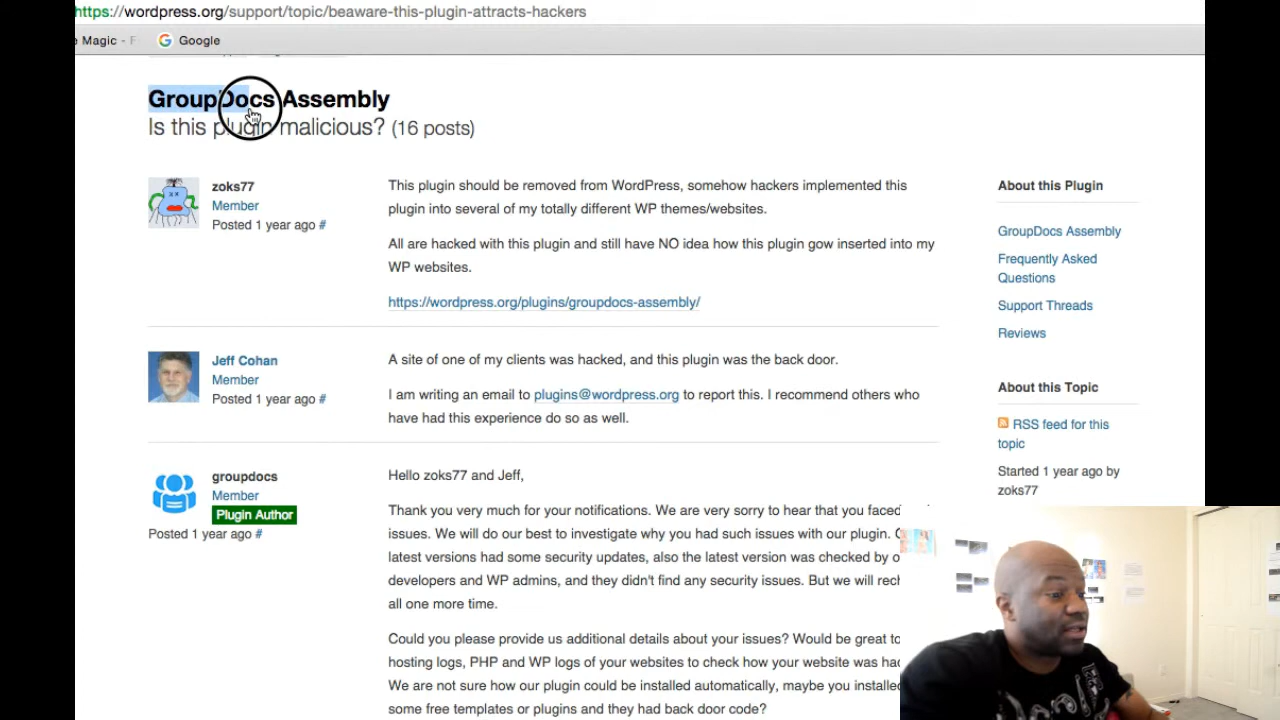 https://wordpress.org/support/topic/beaware-this-plugin-attracts-hackers
e Magic - F
Google
GroupDocs Assembly
Is this plugin malicious? (16 posts)
zoks77
Member
Posted 1 year ago #
This plugin should be removed from WordPress, somehow hackers implemented this
plugin into several of my totally different WP themes/websites.
All are hacked with this plugin and still have NO idea how this plugin gow inserted into my
WP websites.
https://wordpress.org/plugins/groupdocs-assembly/
Jeff Cohan
Member
Posted 1 year ago #
A site of one of my clients was hacked, and this plugin was the back door.
I am writing an email to plugins@wordpress.org to report this. I recommend others who
have had this experience do so as well.
groupdocs
Member
Plugin Author
Posted 1 year ago #
Hello zoks77 and Jeff,
Thank you very much for your notifications. We are very sorry to hear that you faced
issues. We will do our best to investigate why you had such issues with our plugin.
latest versions had some security updates, also the latest version was checked by
developers and WP admins, and they didn't find any security issues. But we will
all one more time.
Could you please provide us additional details about your issues? Would be great to
hosting logs, PHP and WP logs of your websites to check how your website was
We are not sure how our plugin could be installed automatically, maybe you installed
some free templates or plugins and they had back door code?
About this Plugin
GroupDocs Assembly
Frequently Asked
Questions
Support Threads
Reviews
About this Topic
RSS feed for this
topic
Started 1 year ago by
zoks77